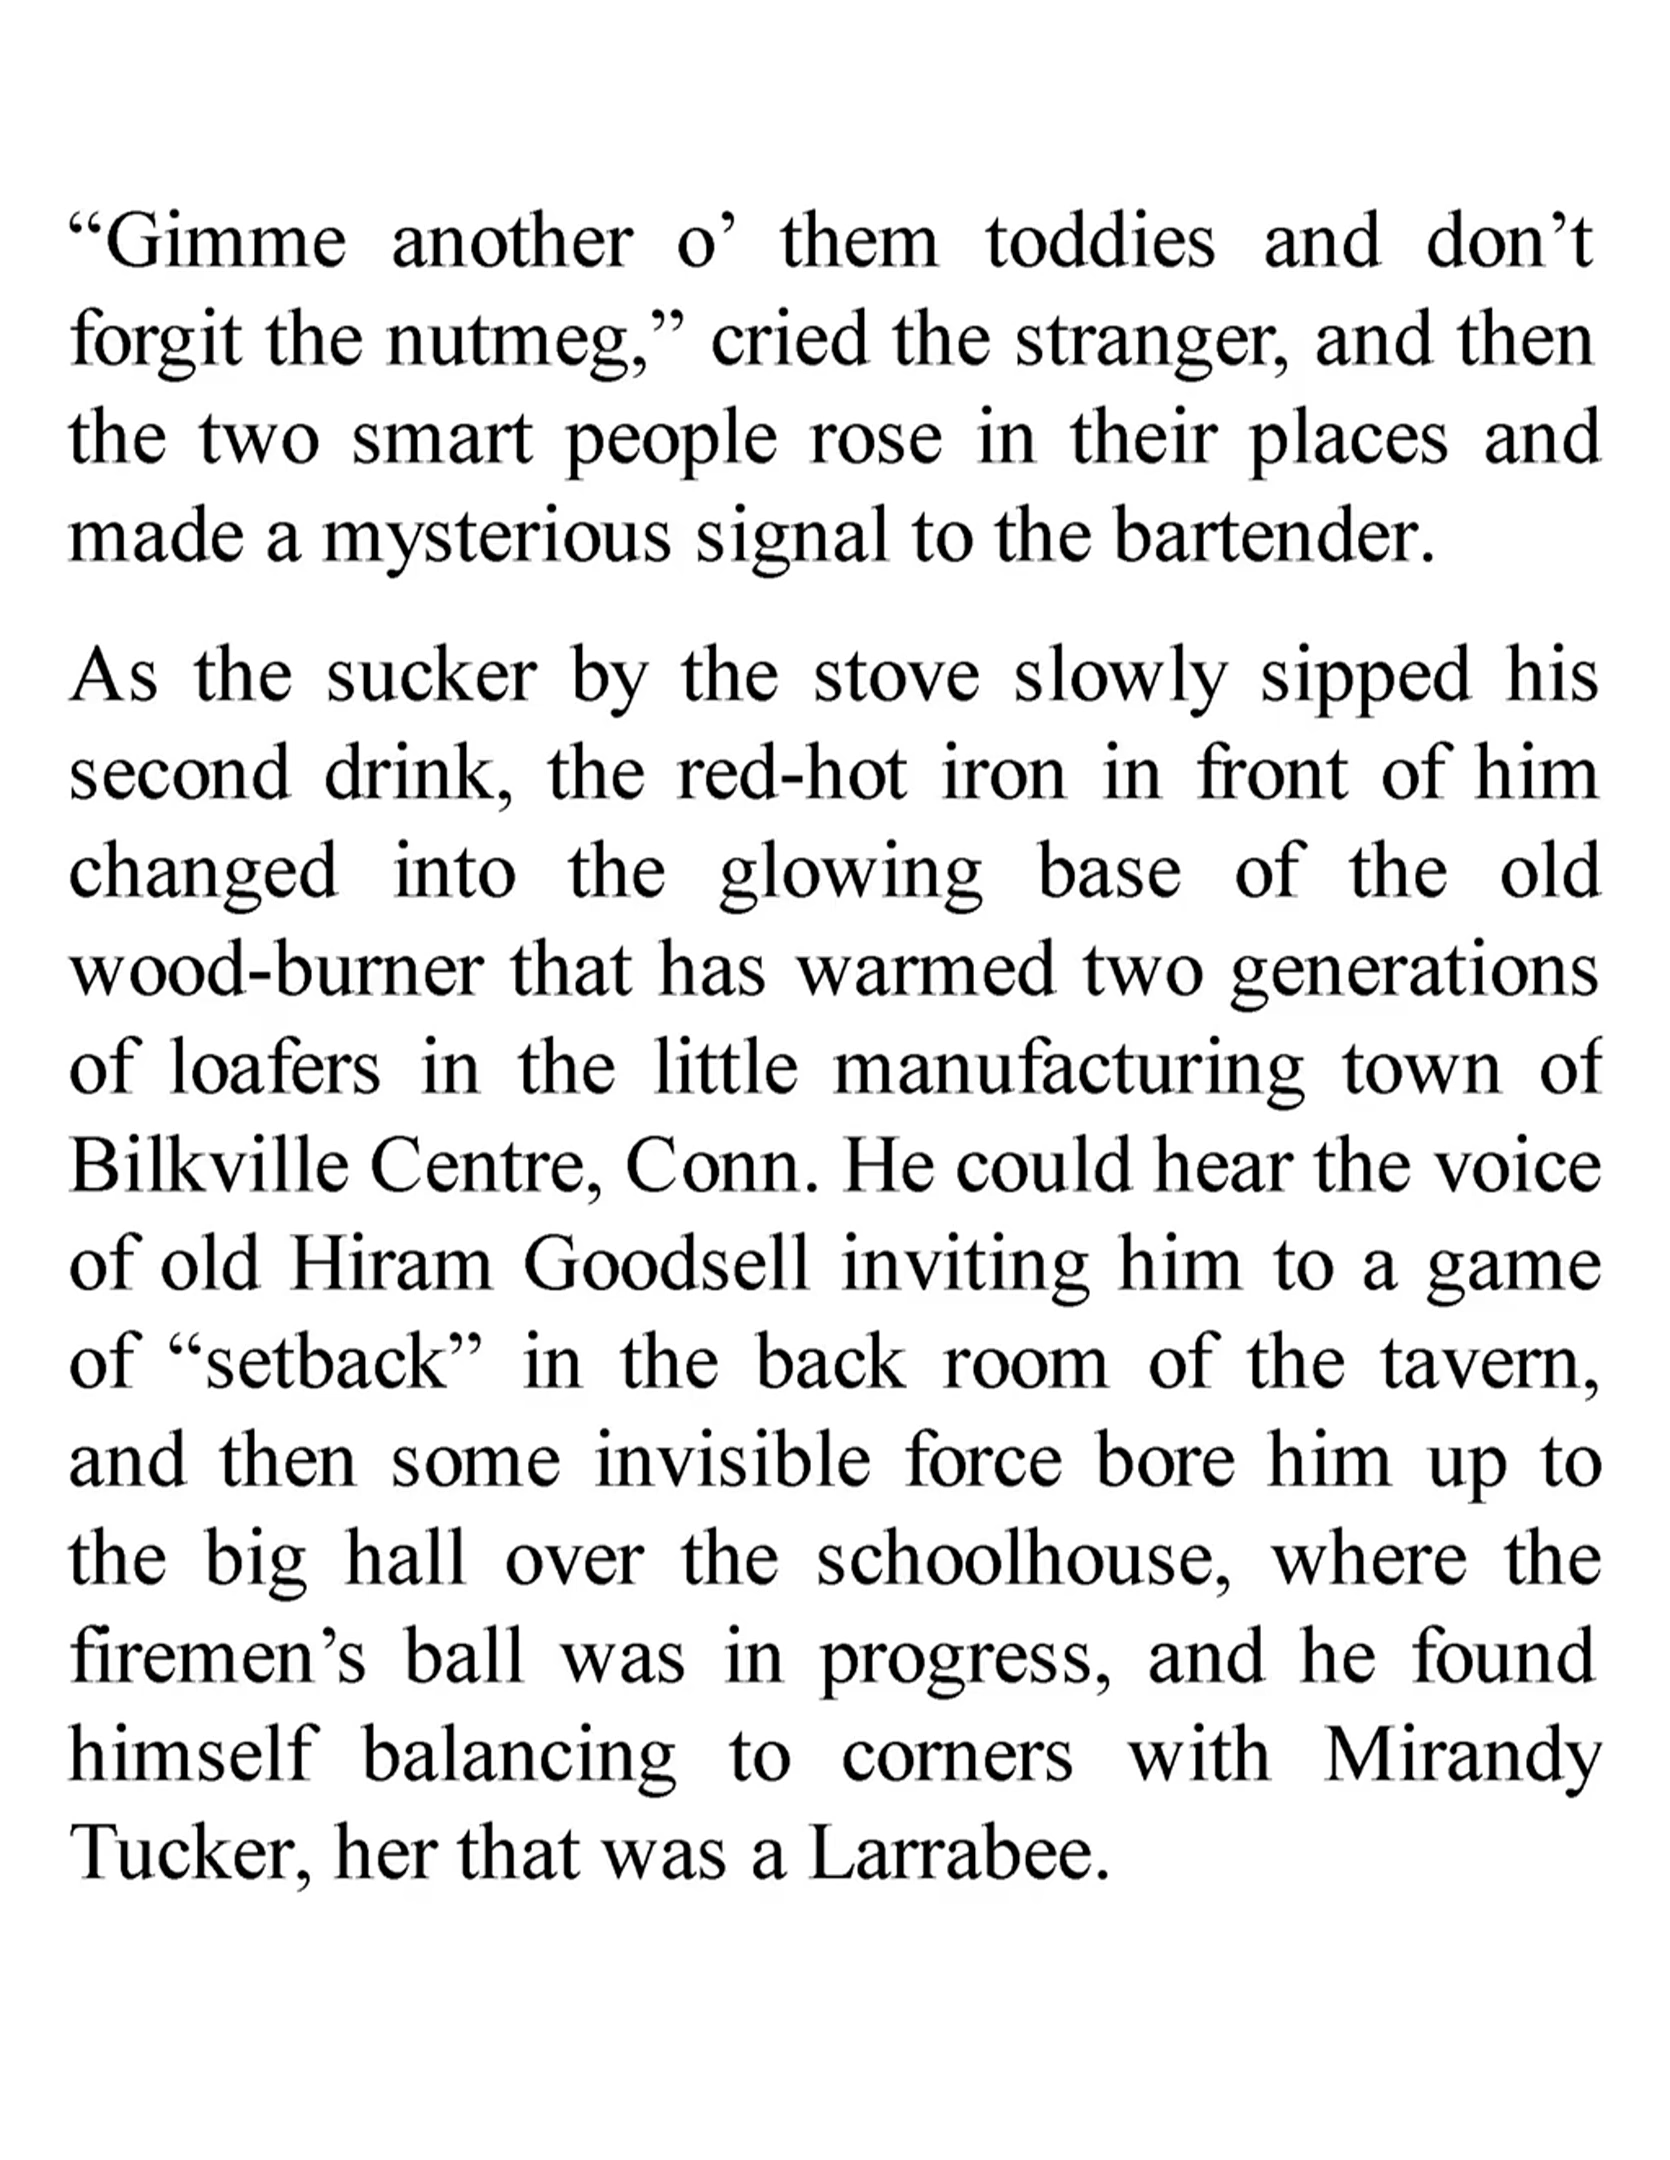 “Gimme another o’ them toddies and don’t
forgit the nutmeg,” cried the stranger, and then
the two smart people rose in their places and
made a mysterious signal to the bartender.
As the sucker by the stove slowly sipped his
second drink, the red-hot iron in front of him
changed into the glowing base of the old
wood-burner that has warmed two generations
of loafers in the little manufacturing town of
Bilkville Centre, Conn. He could hear the voice
of old Hiram Goodsell inviting him to a game
of “setback” in the back room of the tavern,
and then some invisible force bore him up to
the big hall over the schoolhouse, where the
firemen’s ball was in progress, and he found
himself balancing to corners with Mirandy
Tucker, her that was a Larrabee.